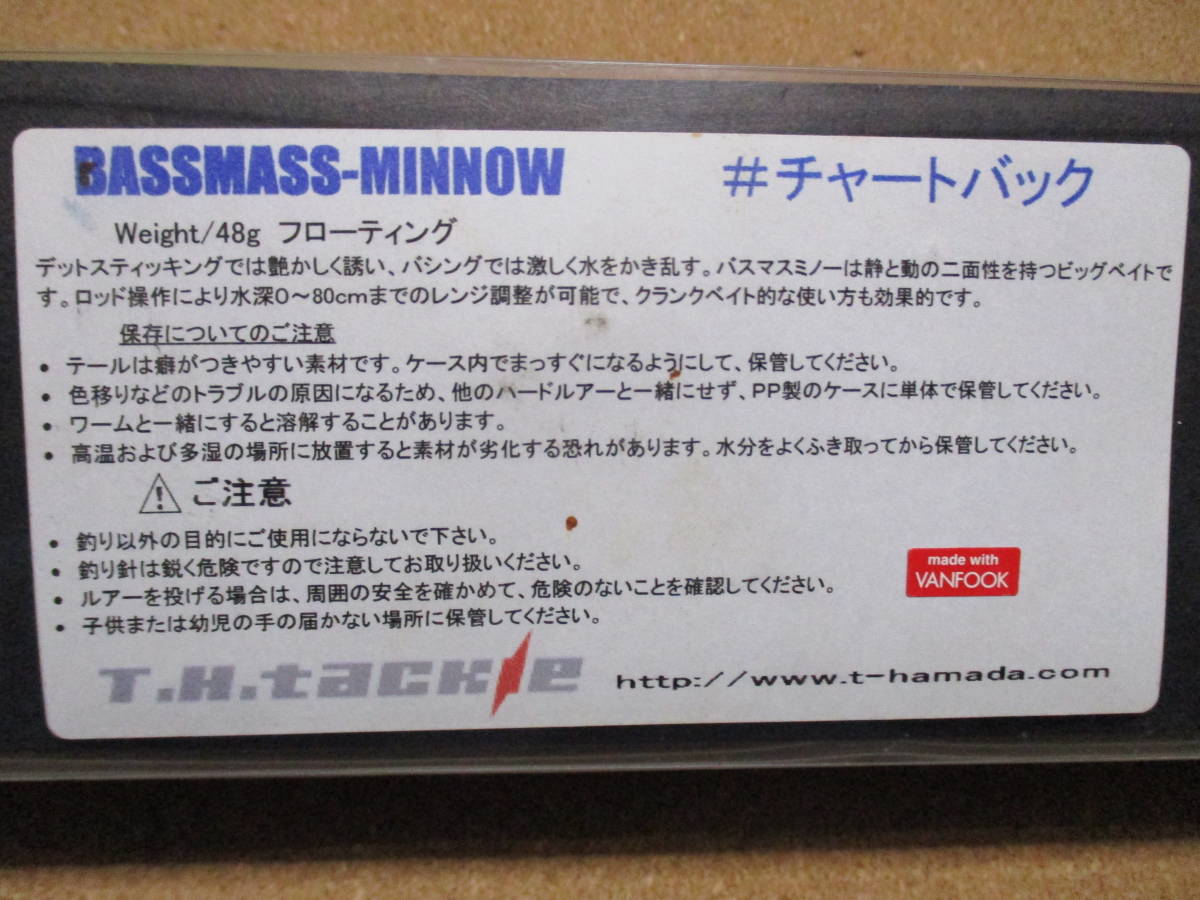 BASSMASS-MINNOW #チャートバック
Weight/48g フローティング
デットスティッキングでは艶かしく誘い、バシングでは激しく水をかき乱す。バスマスミノーは静と動の二面性を持つビッグベイトで
す。ロッド操作により水深0～80cmまでのレンジ調整が可能で、クランクベイト的な使い方も効果的です。
保存についてのご注意
• テールは癖がつきやすい素材です。ケース内でまっすぐになるようにして、保管してください。
• 色移りなどのトラブルの原因になるため、他のハードルアーと一緒にせず、PP製のケースに単体で保管してください。
• ワームと一緒にすると溶解することがあります。
• 高温および多湿の場所に放置すると素材が劣化する恐れがあります。水分をよくふき取ってから保管してください。
⚠ ご注意
• 釣り以外の目的にご使用にならないで下さい。
• 釣り針は鋭く危険ですので注意してお取り扱いください。
• ルアーを投げる場合は、周囲の安全を確かめて、危険のないことを確認してください。
• 子供または幼児の手の届かない場所に保管してください。
made with
VANFOOK
T.H.tackle http://www.t-hamada.com